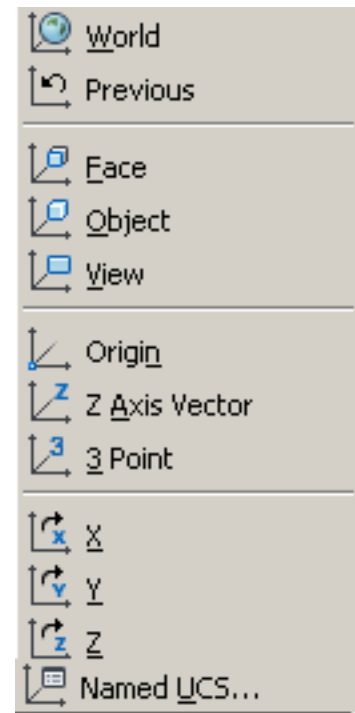 World
Previous
Face
Object
View
Origin
Z Axis Vector
3 Point
X
Y
Z
Named UCS...